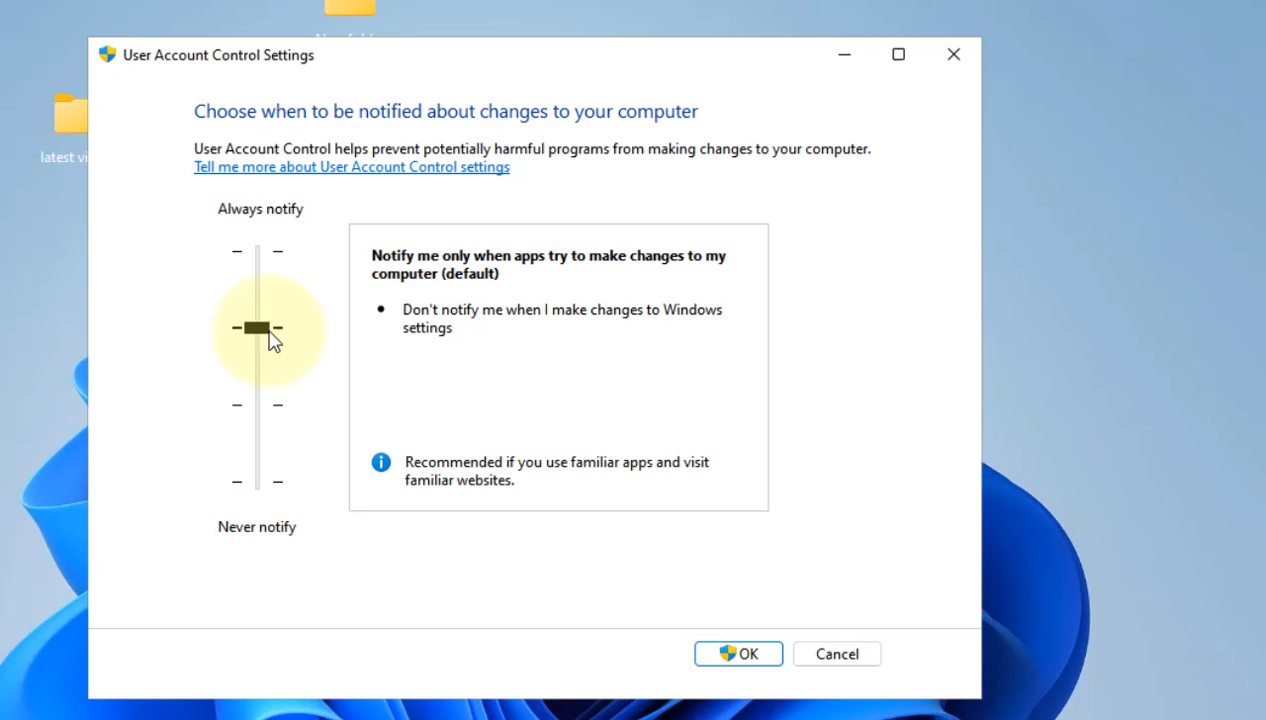 User Account Control Settings
Choose when to be notified about changes to your computer
User Account Control helps prevent potentially harmful programs from making changes to your computer.
Tell me more about User Account Control settings
latest vi
Always notify
Notify me only when apps try to make changes to my
computer (default)
• Don't notify me when I make changes to Windows
settings
Recommended if you use familiar apps and visit
familiar websites.
Never notify
OK
Cancel